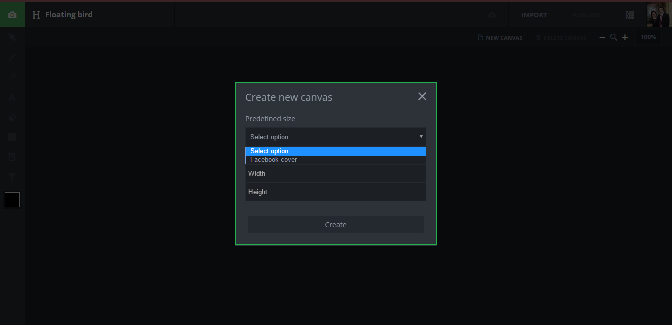 Floating bird
IMPORT
NEW CANVAS
100%
Create new canvas
Predefined size
Select option
Select option
Facebook cover
Width
Height
Create